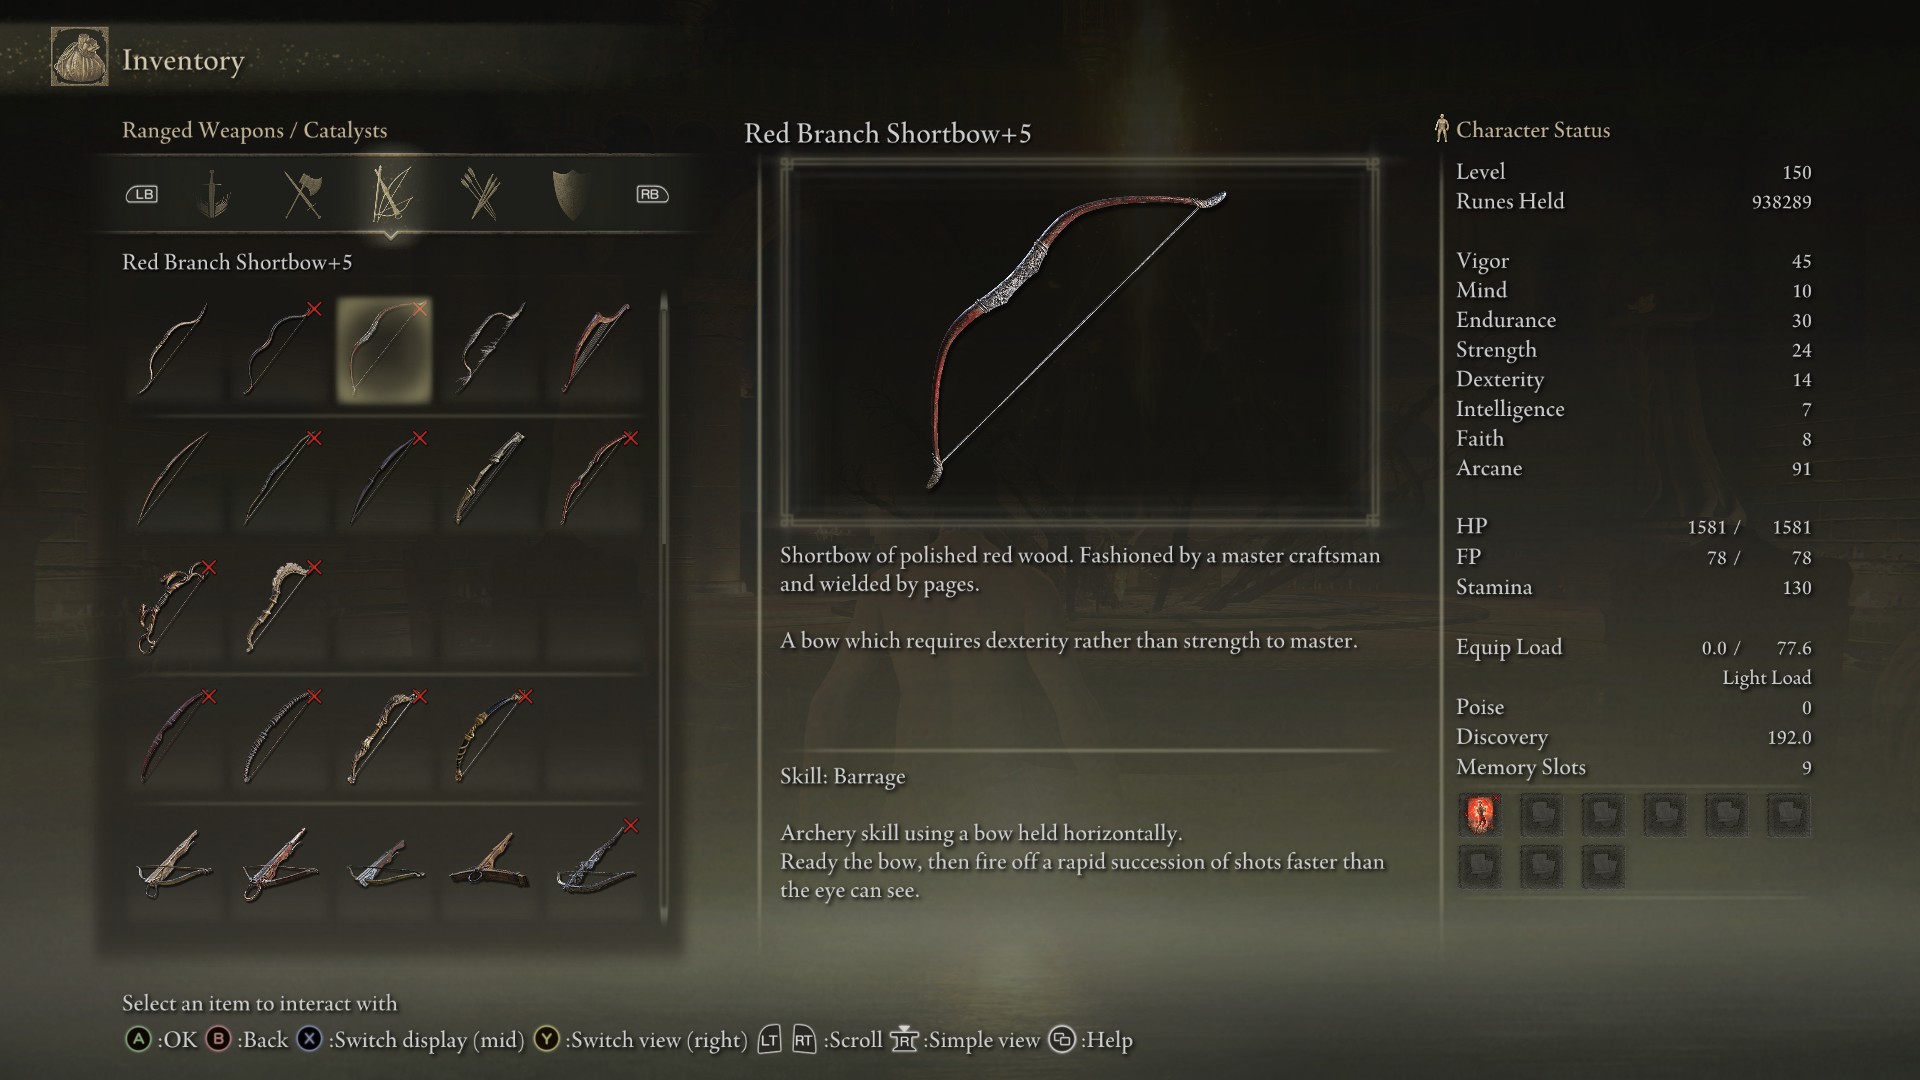 Inventory
Ranged Weapons / Catalysts
LB
RB
Red Branch Shortbow+5
Red Branch Shortbow+5
Shortbow of polished red wood. Fashioned by a master craftsman
and wielded by pages.
A bow which requires dexterity rather than strength to master.
Skill: Barrage
Archery skill using a bow held horizontally.
Ready the bow, then fire off a rapid succession of shots faster than
the eye can see.
Character Status
Level 150
Runes Held 938289
Vigor 45
Mind 10
Endurance 30
Strength 24
Dexterity 14
Intelligence 7
Faith 8
Arcane 91
HP 1581 / 1581
FP 78 / 78
Stamina 130
Equip Load 0.0 / 77.6
Light Load
Poise 0
Discovery 192.0
Memory Slots 9
Select an item to interact with
A :OK B :Back X :Switch display (mid) Y :Switch view (right) LT RT :Scroll R :Simple view :Help